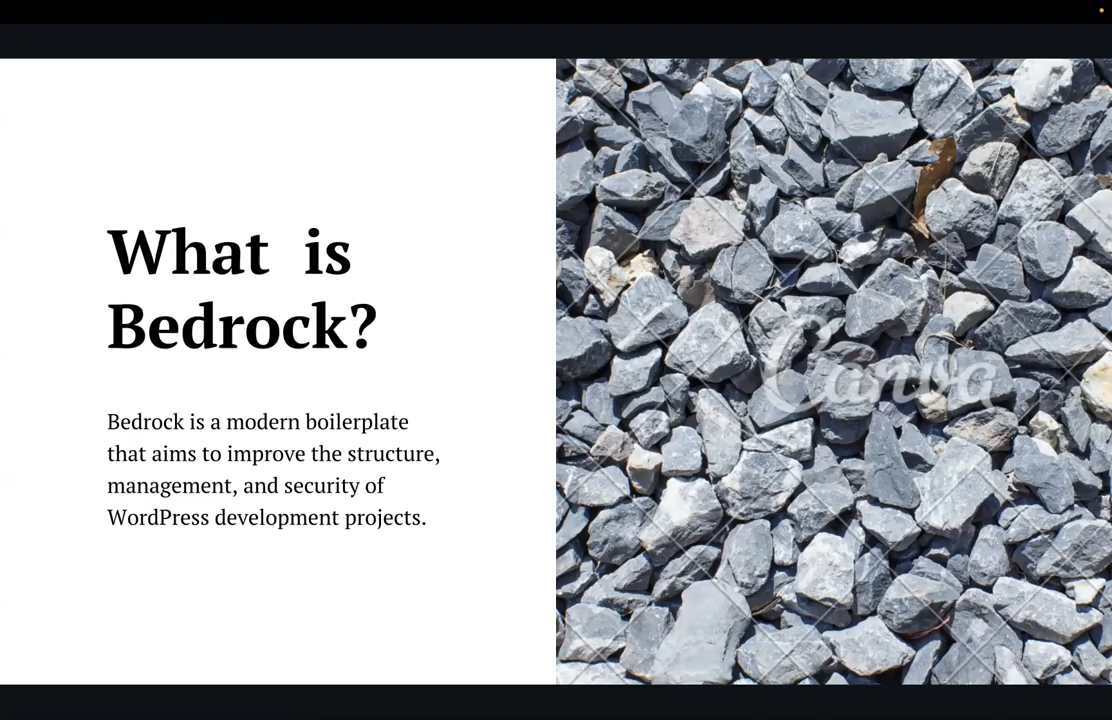 What is
Bedrock?
Bedrock is a modern boilerplate
that aims to improve the structure,
management, and security of
WordPress development projects.
Canva